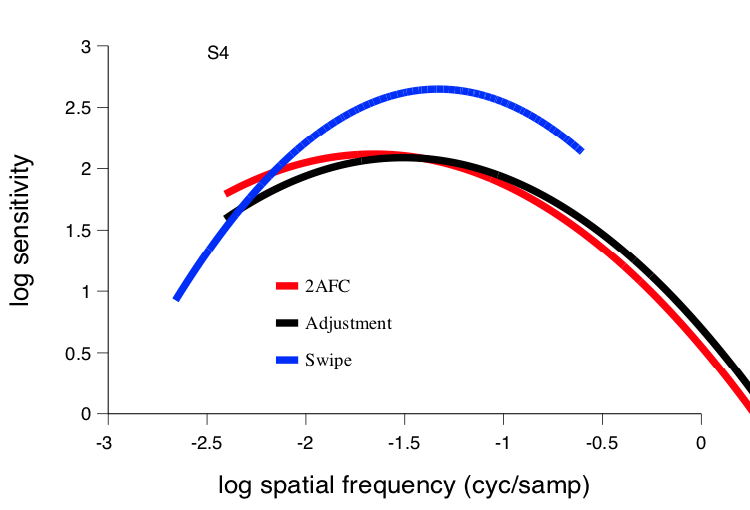 S4
3
2.5
2
1.5
1
0.5
0
log sensitivity
2AFC
Adjustment
Swipe
-3 -2.5 -2 -1.5 -1 -0.5 0
log spatial frequency (cyc/samp)